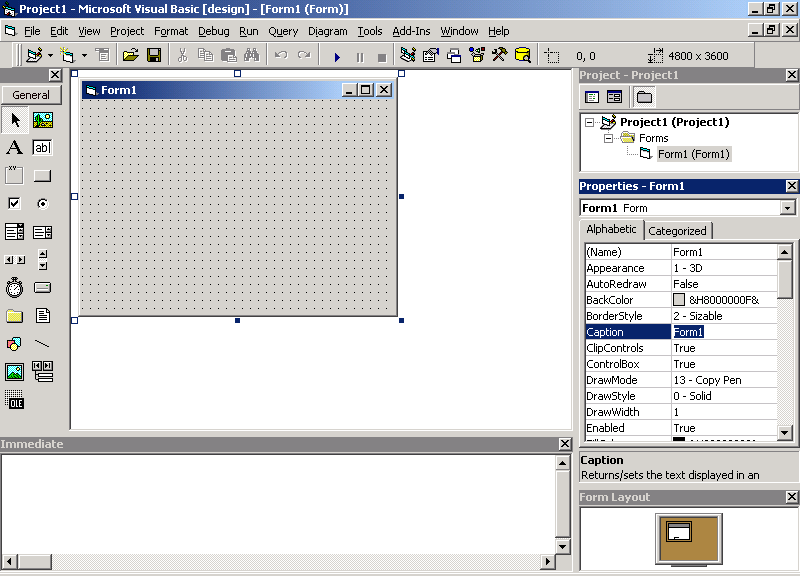 Project1 - Microsoft Visual Basic [design] - [Form1 (Form)]
File Edit View Project Format Debug Run Query Diagram Tools Add-Ins Window Help
0, 0 4800 x 3600
General
A ab|
xy
OLE
Form1
Immediate
Project - Project1
Project1 (Project1)
Forms
Form1 (Form1)
Properties - Form1
Form1 Form
Alphabetic Categorized
(Name) Form1
Appearance 1 - 3D
AutoRedraw False
BackColor &H8000000F&
BorderStyle 2 - Sizable
Caption Form1
ClipControls True
ControlBox True
DrawMode 13 - Copy Pen
DrawStyle 0 - Solid
DrawWidth 1
Enabled True
Caption
Returns/sets the text displayed in an
Form Layout